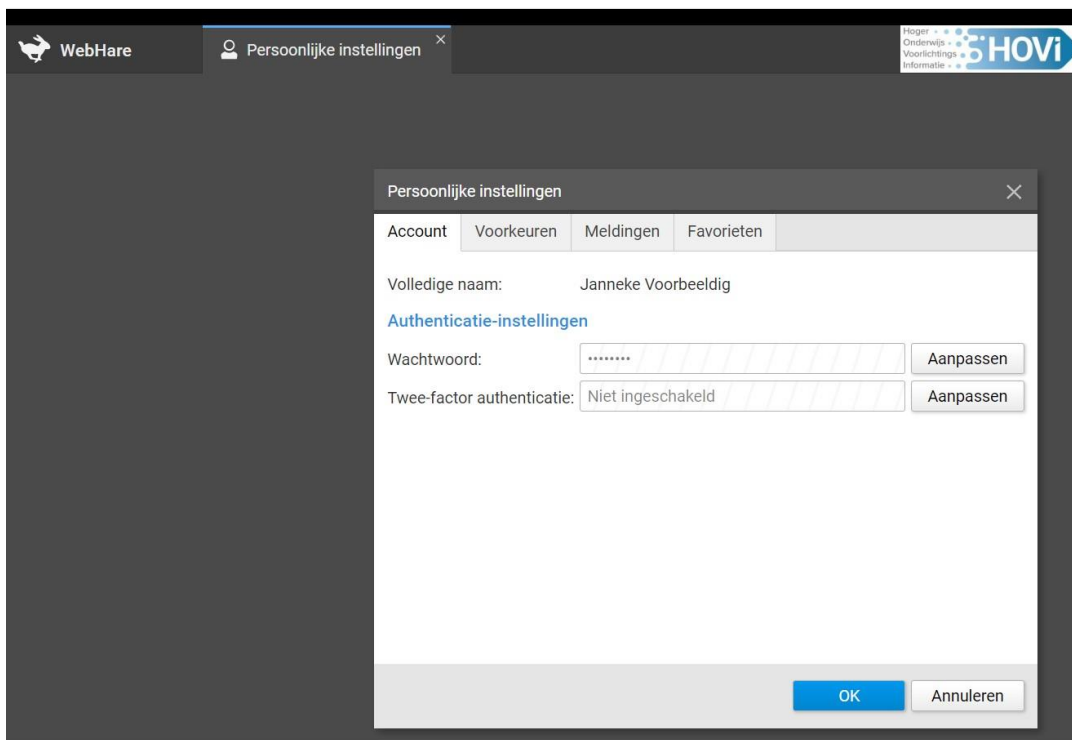 WebHare
Persoonlijke instellingen
Hoger
Onderwijs
Voorlichtings
Informatie
HOVi
Persoonlijke instellingen
Account Voorkeuren Meldingen Favorieten
Volledige naam: Janneke Voorbeeldig
Authenticatie-instellingen
Wachtwoord: •••••••• Aanpassen
Twee-factor authenticatie: Niet ingeschakeld Aanpassen
OK Annuleren